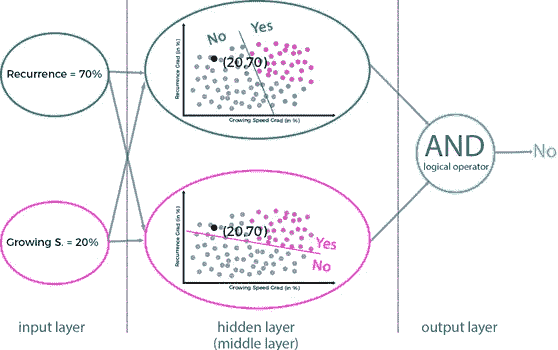 Recurrence = 70%
Growing S. = 20%
No
Yes
(20,70)
Recurrence Grad (in %)
Growing Speed Grad (in %)
(20,70)
Yes
No
Recurrence Grad (in %)
Growing Speed Grad (in %)
AND
logical operator
No
input layer
hidden layer
(middle layer)
output layer